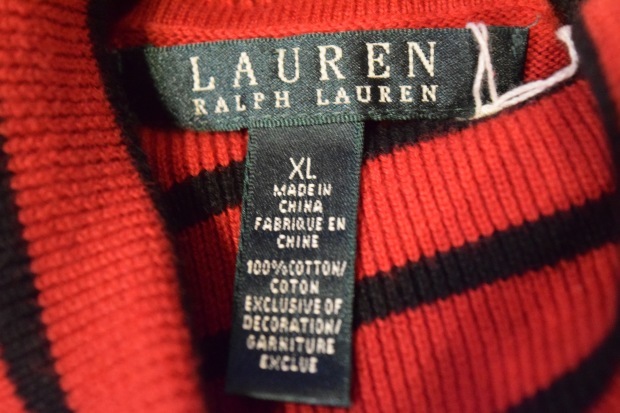 LAUREN
RALPH LAUREN
XL
MADE IN
CHINA
FABRIQUE EN
CHINE
100%COTTON/
COTON
EXCLUSIVE OF
DECORATION/
GARNITURE
EXCLUE